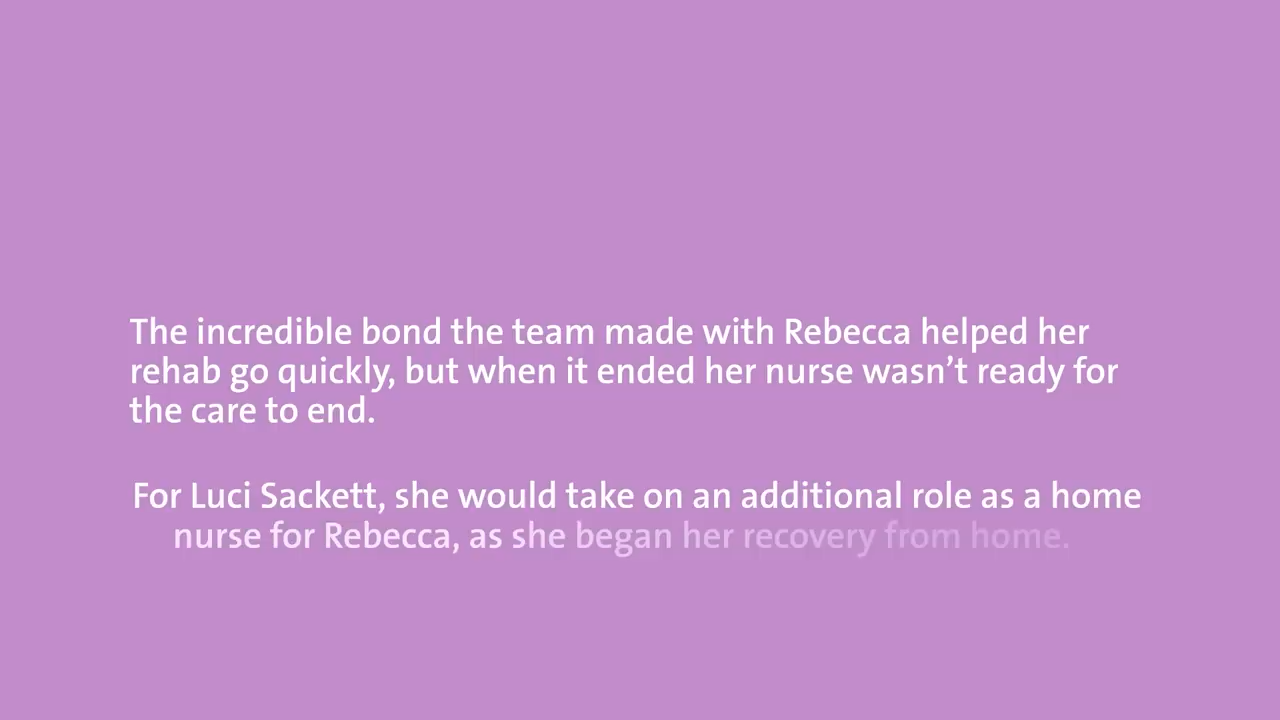 The incredible bond the team made with Rebecca helped her
rehab go quickly, but when it ended her nurse wasn’t ready for
the care to end.
For Luci Sackett, she would take on an additional role as a home
nurse for Rebecca, as she began her recovery from home.